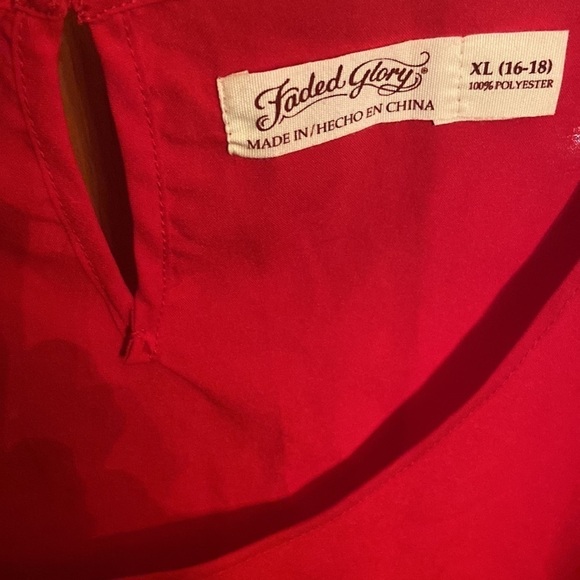 Faded Glory®
MADE IN/HECHO EN CHINA
XL (16-18)
100% POLYESTER